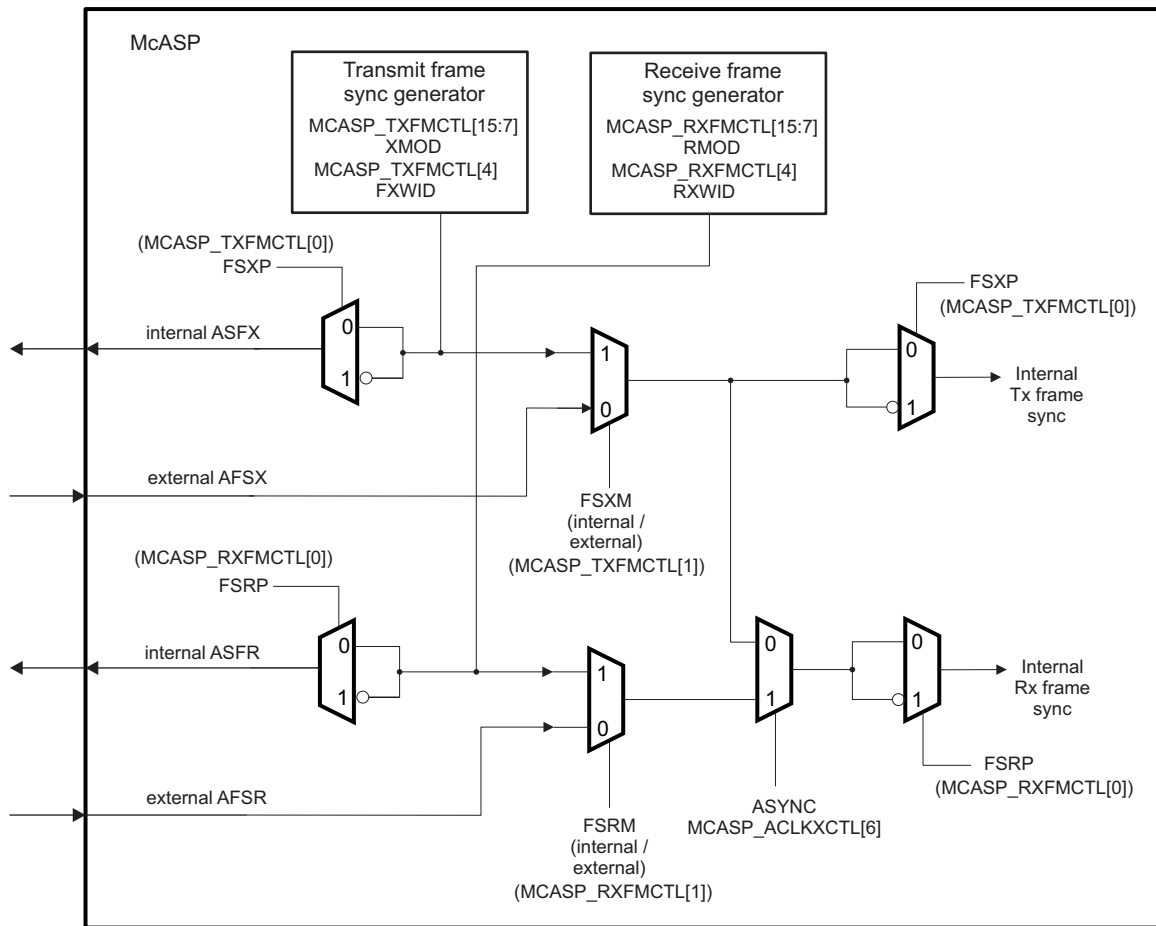 McASP
Transmit frame
sync generator
MCASP_TXFMCTL[15:7]
XMOD
MCASP_TXFMCTL[4]
FXWID
Receive frame
sync generator
MCASP_RXFMCTL[15:7]
RMOD
MCASP_RXFMCTL[4]
RXWID
(MCASP_TXFMCTL[0])
FSXP
internal ASFX
0
1
1
0
FSXP
(MCASP_TXFMCTL[0])
0
1
Internal
Tx frame
sync
external AFSX
FSXM
(internal /
external)
(MCASP_TXFMCTL[1])
(MCASP_RXFMCTL[0])
FSRP
internal ASFR
0
1
1
0
0
1
0
1
Internal
Rx frame
sync
external AFSR
FSRM
(internal /
external)
(MCASP_RXFMCTL[1])
ASYNC
MCASP_ACLKXCTL[6]
FSRP
(MCASP_RXFMCTL[0])